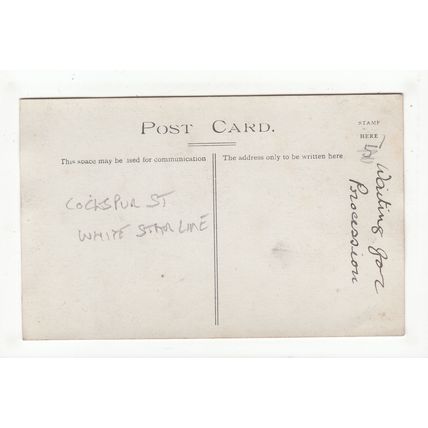 POST CARD.
STAMP
HERE
This space may be used for communication
The address only to be written here
COCKSPUR ST
WHITE STAR LINE
Waiting for
Procession